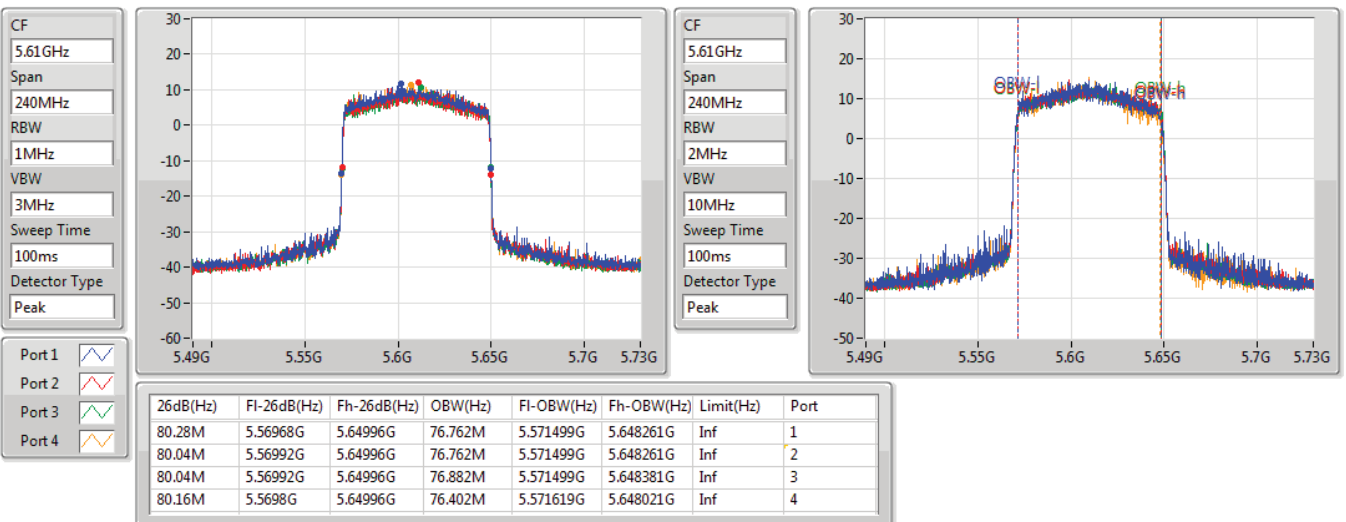 CF
5.61GHz
Span
240MHz
RBW
1MHz
VBW
3MHz
Sweep Time
100ms
Detector Type
Peak
30
20
10
0
-10
-20
-30
-40
-50
-60
5.49G 5.55G 5.6G 5.65G 5.7G 5.73G
CF
5.61GHz
Span
240MHz
RBW
2MHz
VBW
10MHz
Sweep Time
100ms
Detector Type
Peak
30
20
10
0
-10
-20
-30
-40
-50
OBW-l OBW-h
5.49G 5.55G 5.6G 5.65G 5.7G 5.73G
Port 1
Port 2
Port 3
Port 4
26dB(Hz) Fl-26dB(Hz) Fh-26dB(Hz) OBW(Hz) Fl-OBW(Hz) Fh-OBW(Hz) Limit(Hz) Port
80.28M 5.56968G 5.64996G 76.762M 5.571499G 5.648261G Inf 1
80.04M 5.56992G 5.64996G 76.762M 5.571499G 5.648261G Inf 2
80.04M 5.56992G 5.64996G 76.882M 5.571499G 5.648381G Inf 3
80.16M 5.5698G 5.64996G 76.402M 5.571619G 5.648021G Inf 4